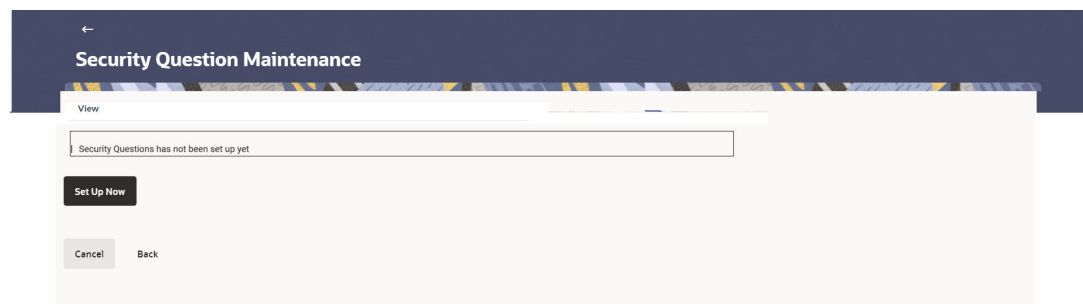 Security Question Maintenance
View
Security Questions has not been set up yet
Set Up Now
Cancel Back